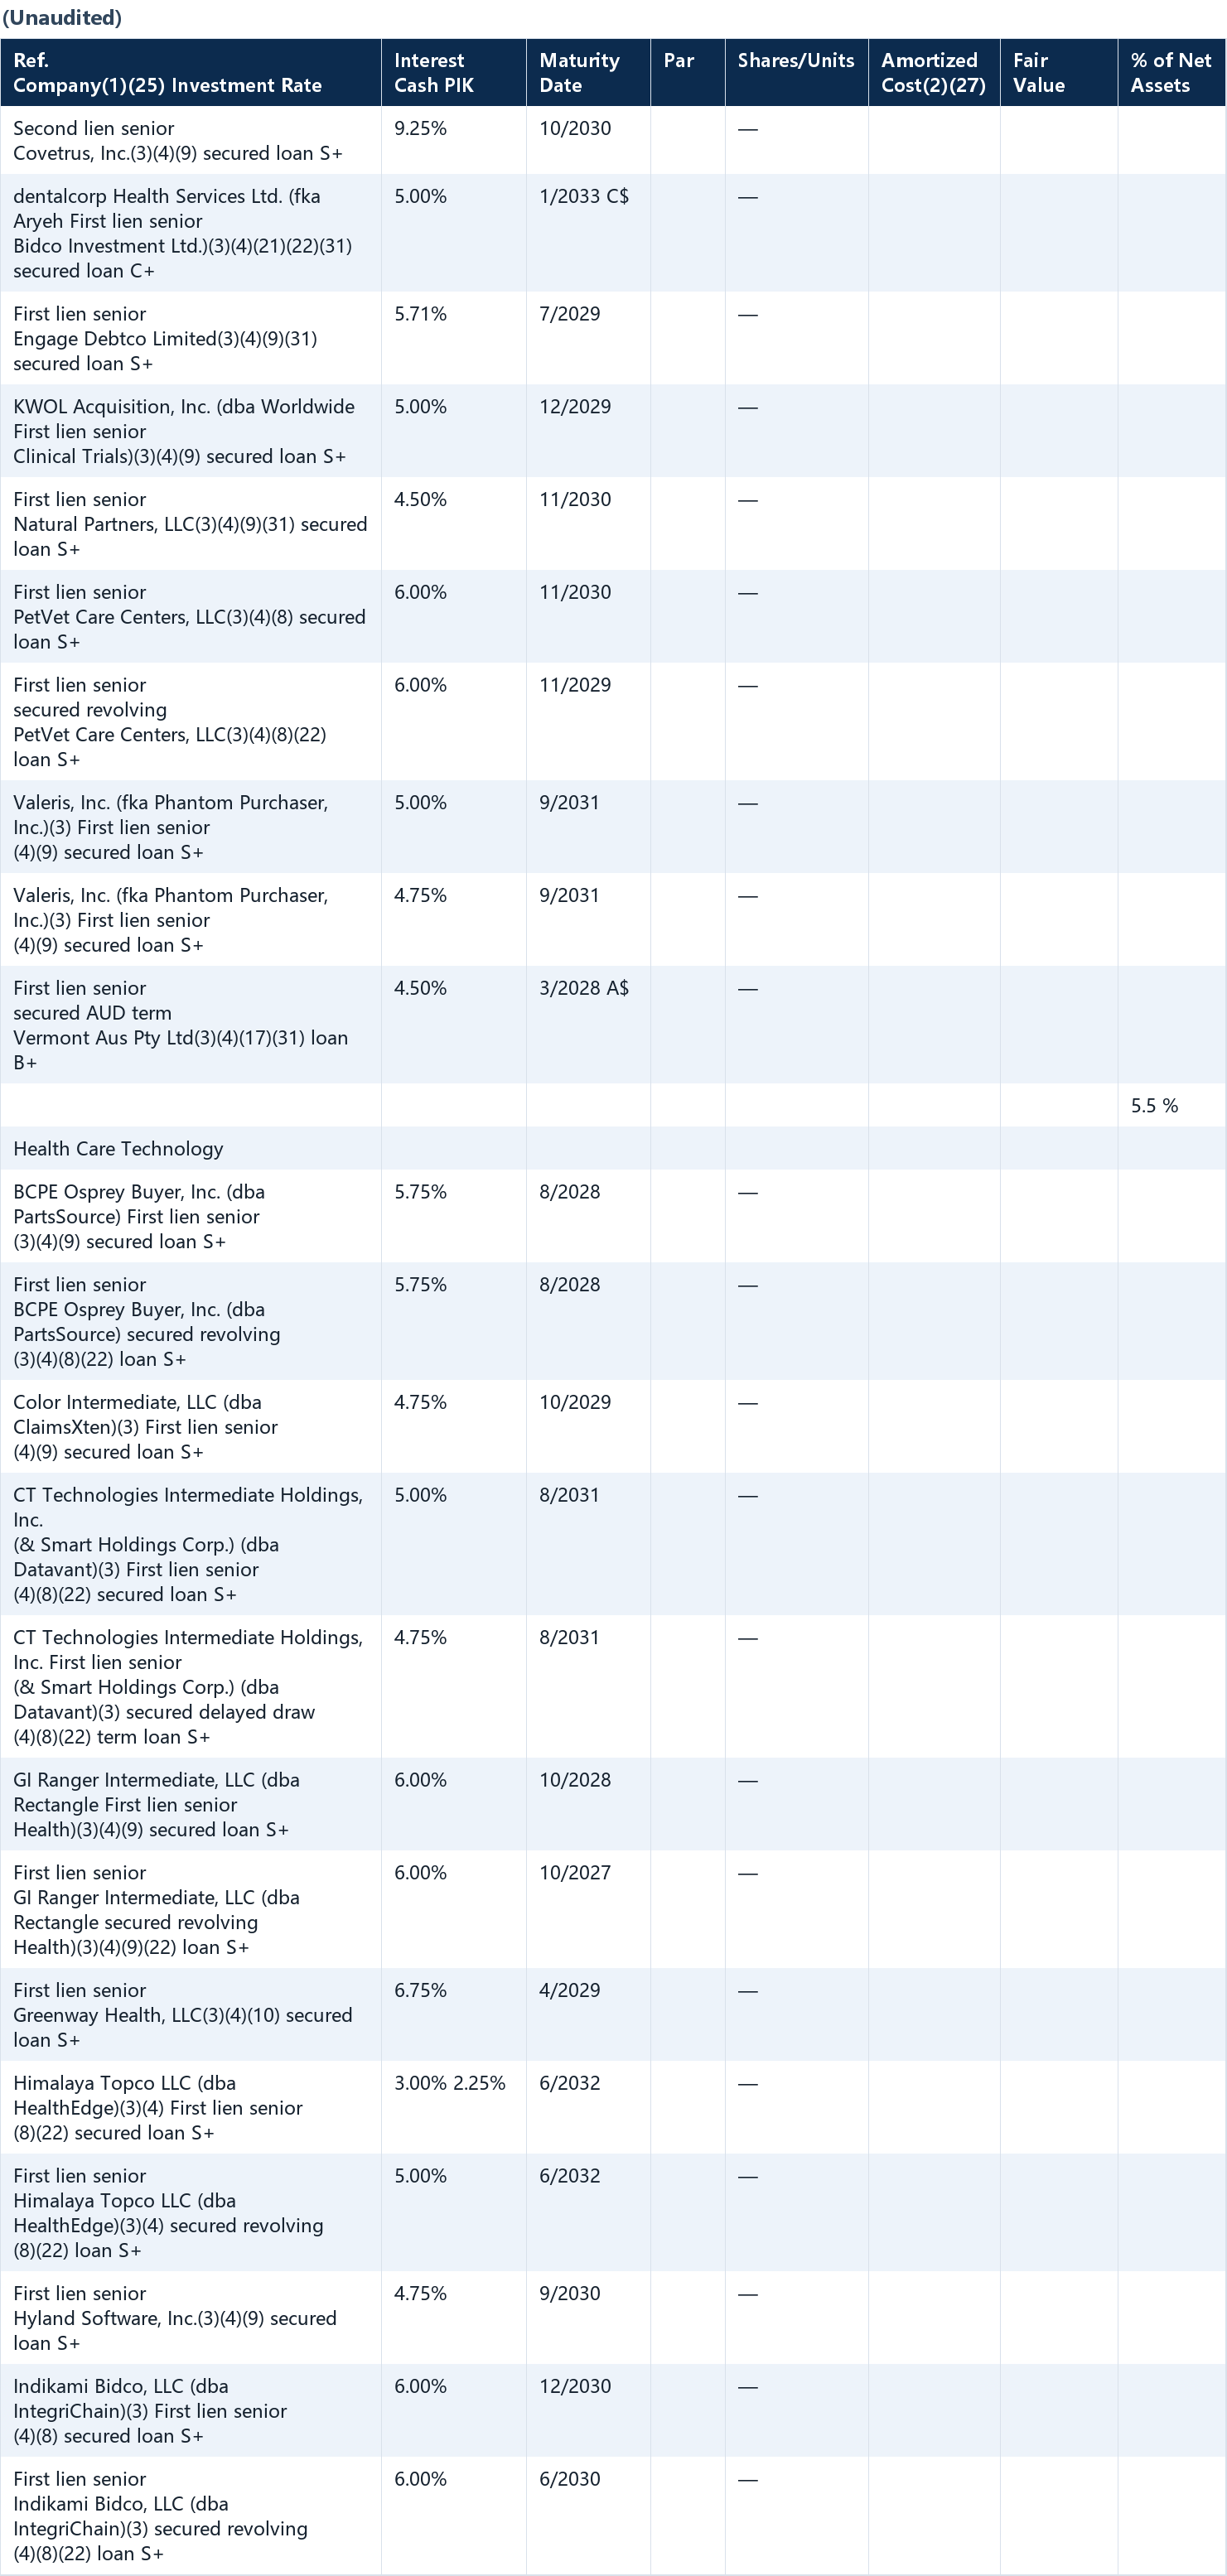 (Unaudited)
Ref. Interest Maturity Par Shares/Units Amortized Fair % of Net
Company(1)(25) Investment Rate Cash PIK Date Cost(2)(27) Value Assets
Second lien senior 9.25% 10/2030 —
Covetrus, Inc.(3)(4)(9) secured loan S+
dentalcorp Health Services Ltd. (fka 5.00% 1/2033 C$ —
Aryeh First lien senior
Bidco Investment Ltd.)(3)(4)(21)(22)(31)
secured loan C+
First lien senior 5.71% 7/2029 —
Engage Debtco Limited(3)(4)(9)(31)
secured loan S+
KWOL Acquisition, Inc. (dba Worldwide 5.00% 12/2029 —
First lien senior
Clinical Trials)(3)(4)(9) secured loan S+
First lien senior 4.50% 11/2030 —
Natural Partners, LLC(3)(4)(9)(31) secured
loan S+
First lien senior 6.00% 11/2030 —
PetVet Care Centers, LLC(3)(4)(8) secured
loan S+
First lien senior 6.00% 11/2029 —
secured revolving
PetVet Care Centers, LLC(3)(4)(8)(22)
loan S+
Valeris, Inc. (fka Phantom Purchaser, 5.00% 9/2031 —
Inc.)(3) First lien senior
(4)(9) secured loan S+
Valeris, Inc. (fka Phantom Purchaser, 4.75% 9/2031 —
Inc.)(3) First lien senior
(4)(9) secured loan S+
First lien senior 4.50% 3/2028 A$ —
secured AUD term
Vermont Aus Pty Ltd(3)(4)(17)(31) loan
B+
5.5 %
Health Care Technology
BCPE Osprey Buyer, Inc. (dba 5.75% 8/2028 —
PartsSource) First lien senior
(3)(4)(9) secured loan S+
First lien senior 5.75% 8/2028 —
BCPE Osprey Buyer, Inc. (dba
PartsSource) secured revolving
(3)(4)(8)(22) loan S+
Color Intermediate, LLC (dba 4.75% 10/2029 —
ClaimsXten)(3) First lien senior
(4)(9) secured loan S+
CT Technologies Intermediate Holdings, 5.00% 8/2031 —
Inc.
(& Smart Holdings Corp.) (dba
Datavant)(3) First lien senior
(4)(8)(22) secured loan S+
CT Technologies Intermediate Holdings, 4.75% 8/2031 —
Inc. First lien senior
(& Smart Holdings Corp.) (dba
Datavant)(3) secured delayed draw
(4)(8)(22) term loan S+
GI Ranger Intermediate, LLC (dba 6.00% 10/2028 —
Rectangle First lien senior
Health)(3)(4)(9) secured loan S+
First lien senior 6.00% 10/2027 —
GI Ranger Intermediate, LLC (dba
Rectangle secured revolving
Health)(3)(4)(9)(22) loan S+
First lien senior 6.75% 4/2029 —
Greenway Health, LLC(3)(4)(10) secured
loan S+
Himalaya Topco LLC (dba 3.00% 2.25% 6/2032 —
HealthEdge)(3)(4) First lien senior
(8)(22) secured loan S+
First lien senior 5.00% 6/2032 —
Himalaya Topco LLC (dba
HealthEdge)(3)(4) secured revolving
(8)(22) loan S+
First lien senior 4.75% 9/2030 —
Hyland Software, Inc.(3)(4)(9) secured
loan S+
Indikami Bidco, LLC (dba 6.00% 12/2030 —
IntegriChain)(3) First lien senior
(4)(8) secured loan S+
First lien senior 6.00% 6/2030 —
Indikami Bidco, LLC (dba
IntegriChain)(3) secured revolving
(4)(8)(22) loan S+